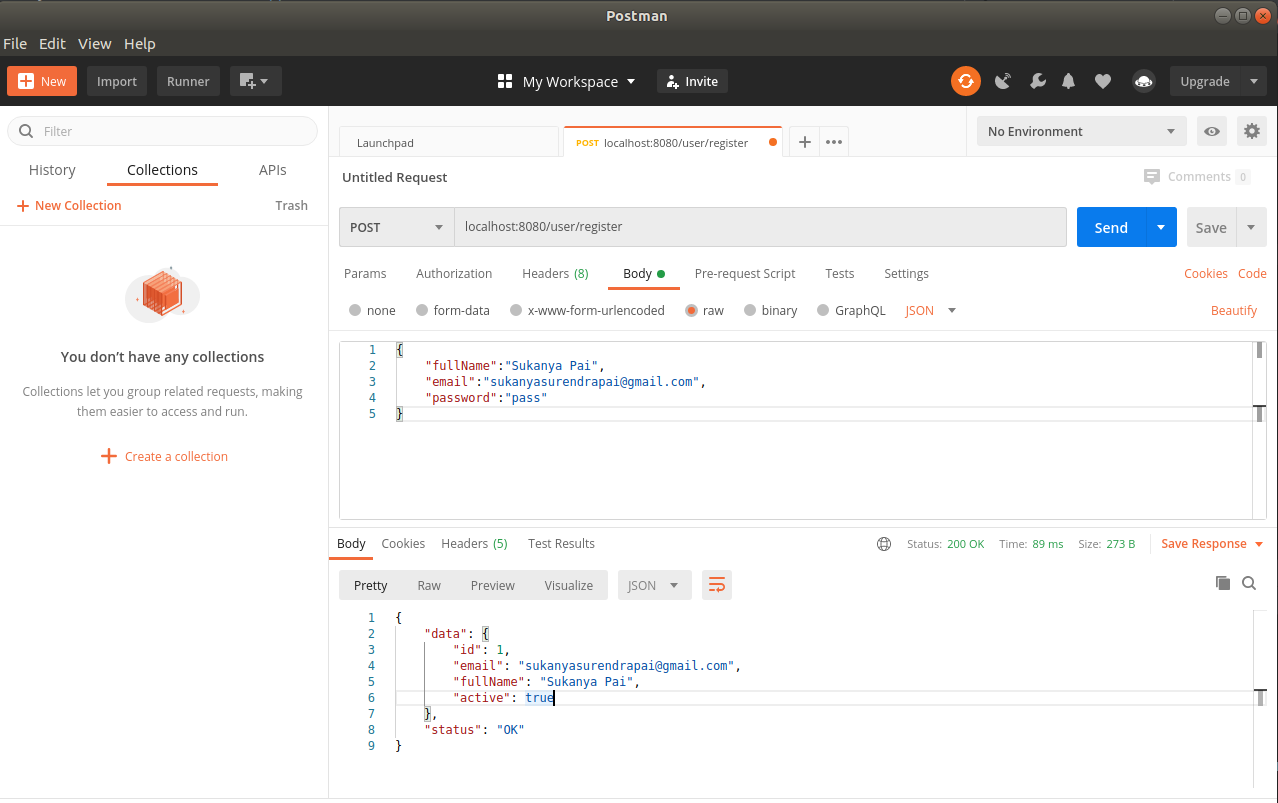 Postman
File Edit View Help
New Import Runner My Workspace Invite Upgrade
Filter
History Collections APIs
New Collection Trash
You don’t have any collections
Collections let you group related requests, making
them easier to access and run.
Create a collection
Launchpad POST localhost:8080/user/register No Environment
Untitled Request Comments 0
POST localhost:8080/user/register Send Save
Params Authorization Headers (8) Body Pre-request Script Tests Settings Cookies Code
none form-data x-www-form-urlencoded raw binary GraphQL JSON Beautify
1 {
2 "fullName":"Sukanya Pai",
3 "email":"sukanyasurendrapai@gmail.com",
4 "password":"pass"
5 }
Body Cookies Headers (5) Test Results Status: 200 OK Time: 89 ms Size: 273 B Save Response
Pretty Raw Preview Visualize JSON
1 {
2 "data": {
3 "id": 1,
4 "email": "sukanyasurendrapai@gmail.com",
5 "fullName": "Sukanya Pai",
6 "active": true
7 },
8 "status": "OK"
9 }